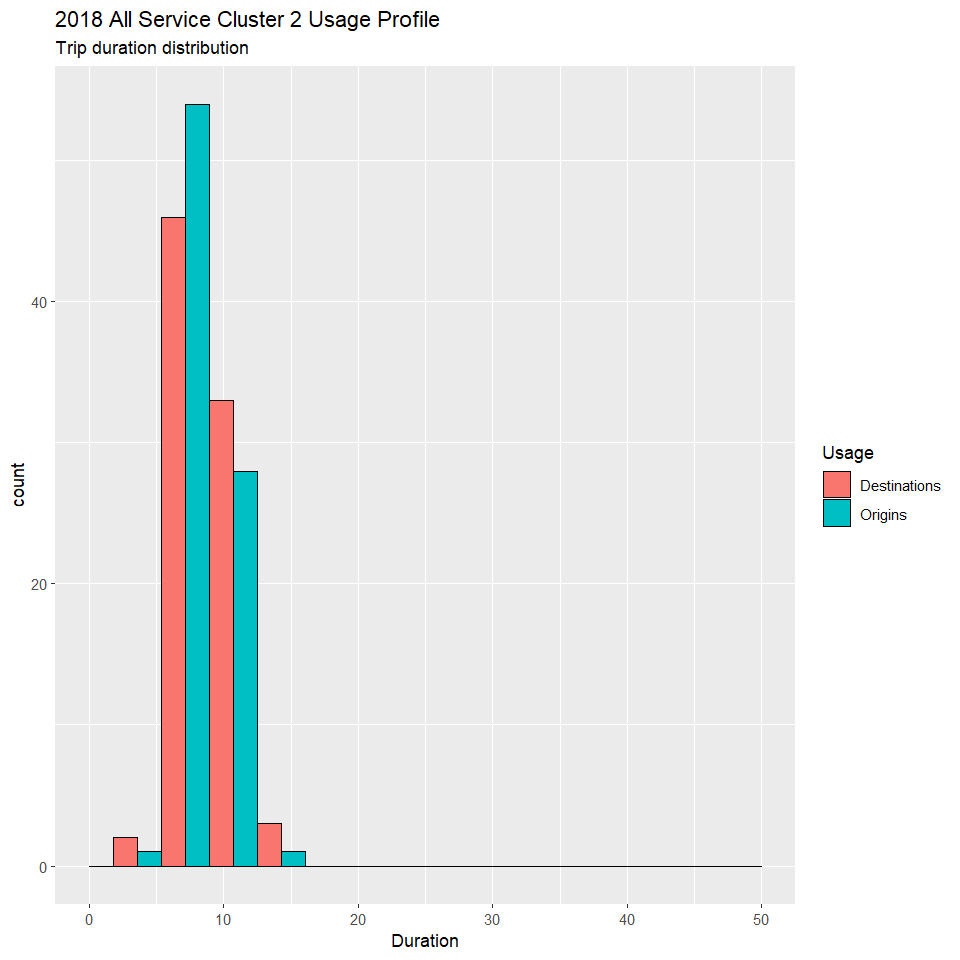 2018 All Service Cluster 2 Usage Profile
Trip duration distribution
count
40
20
0
0 10 20 30 40 50
Duration
Usage
Destinations
Origins